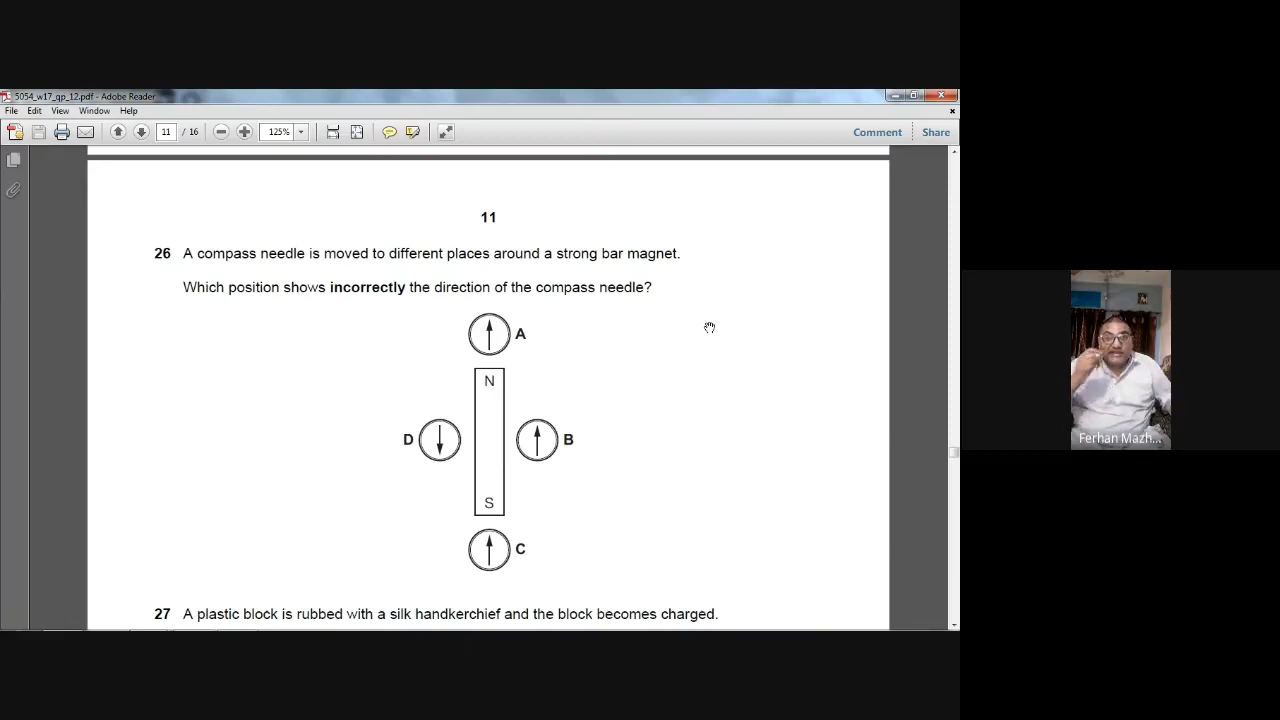 5054_w17_qp_12.pdf - Adobe Reader
File Edit View Window Help
11 / 16 125% Comment Share
11
26 A compass needle is moved to different places around a strong bar magnet.
Which position shows incorrectly the direction of the compass needle?
A
N
D B
S
C
27 A plastic block is rubbed with a silk handkerchief and the block becomes charged.
Ferhan Mazh...